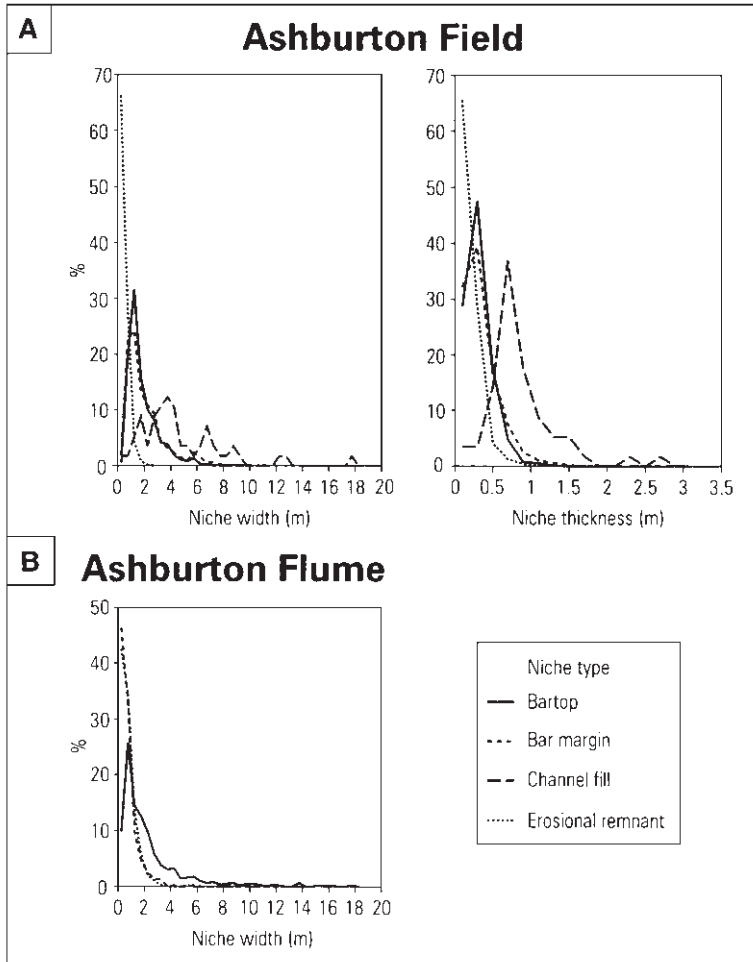 A
Ashburton Field
70
60
50
40
30
20
10
0
%
0 2 4 6 8 10 12 14 16 18 20
Niche width (m)
70
60
50
40
30
20
10
0
0 0.5 1 1.5 2 2.5 3 3.5
Niche thickness (m)
B
Ashburton Flume
50
40
30
20
10
0
%
0 2 4 6 8 10 12 14 16 18 20
Niche width (m)
Niche type
Bartop
Bar margin
Channel fill
Erosional remnant